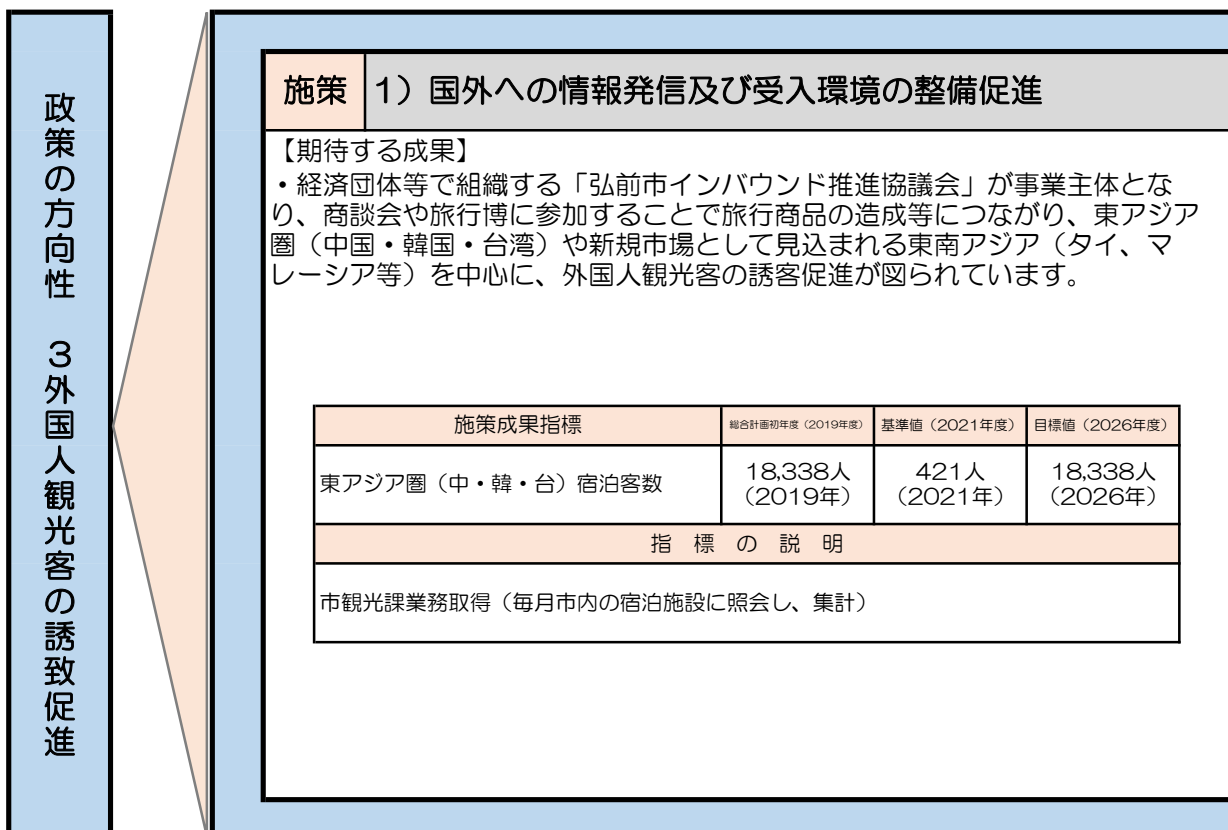 政策の方向性　3外国人観光客の誘致促進
施策　1）国外への情報発信及び受入環境の整備促進
【期待する成果】
・経済団体等で組織する「弘前市インバウンド推進協議会」が事業主体とな
り、商談会や旅行博に参加することで旅行商品の造成等につながり、東アジア
圏（中国・韓国・台湾）や新規市場として見込まれる東南アジア（タイ、マ
レーシア等）を中心に、外国人観光客の誘客促進が図られています。
施策成果指標　総合計画初年度（2019年度）　基準値（2021年度）　目標値（2026年度）
東アジア圏（中・韓・台）宿泊客数　18,338人　421人　18,338人
（2019年）　（2021年）　（2026年）
指　標　の　説　明
市観光課業務取得（毎月市内の宿泊施設に照会し、集計）